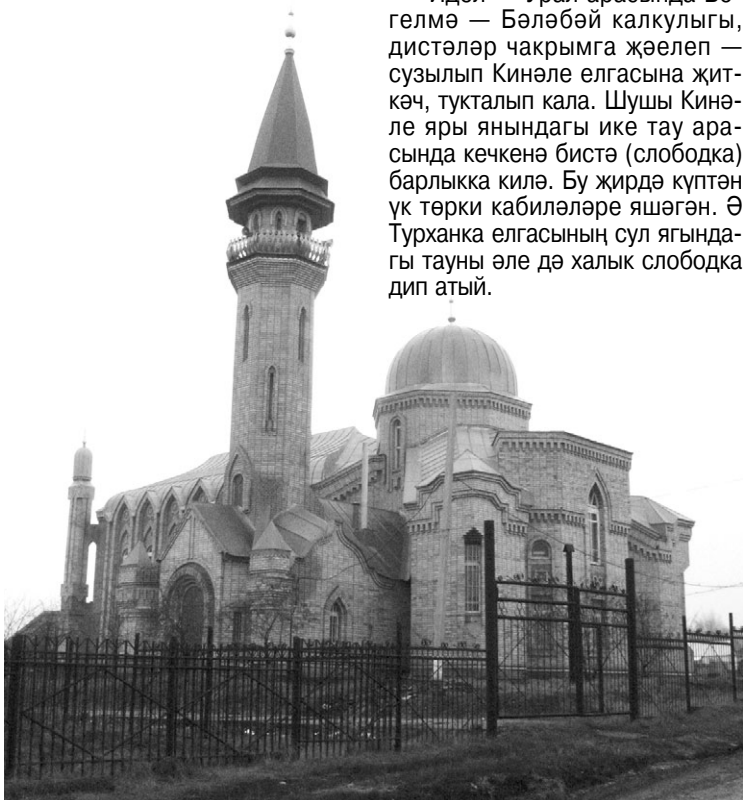 гелмә — Бәләбәй калкулыгы,
дистәләр чакрымга җәелеп —
сузылып Кинәле елгасына җит-
кәч, тукталып кала. Шушы Кинә-
ле яры янындагы ике тау ара-
сында кечкенә бистә (слободка)
барлыкка килә. Бу җирдә күптән
үк төрки кабиләләре яшәгән. Ә
Турханка елгасының сул ягында-
гы тауны әле дә халык слободка
дип атый.